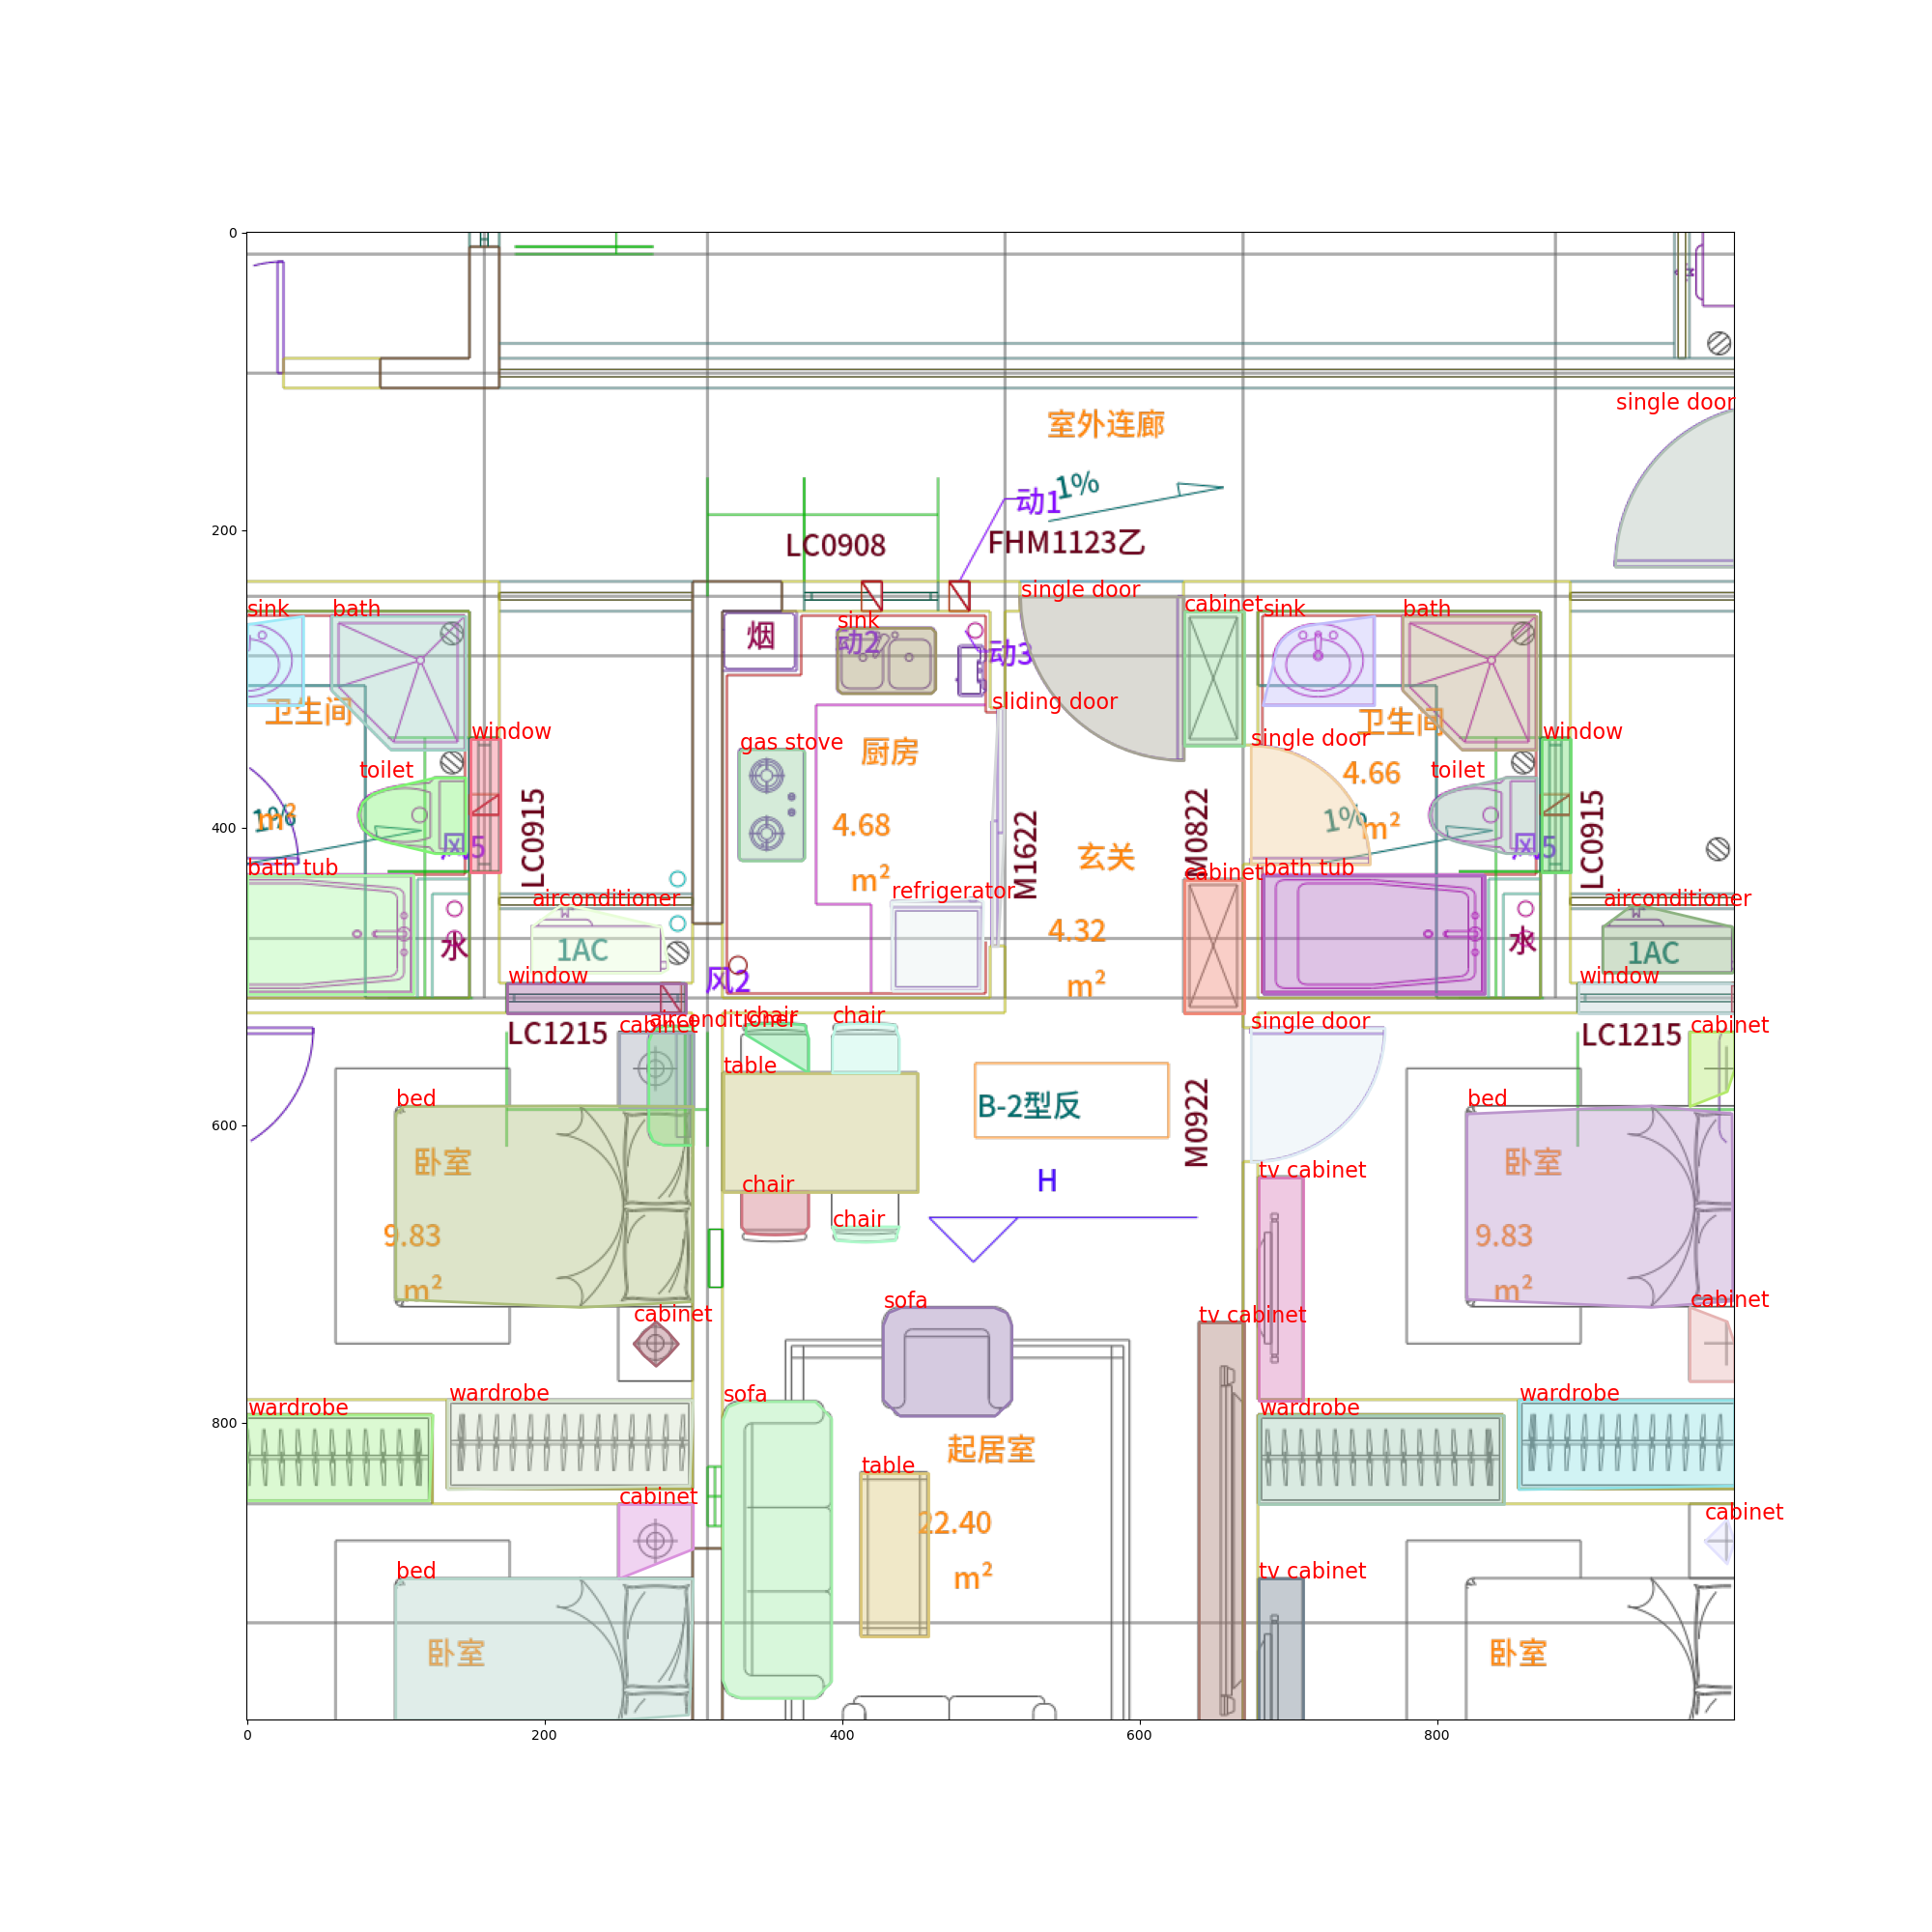 0
200
400
600
800
0
200
400
600
800
single door
室外连廊
1%
动1
LC0908
FHM1123乙
sink
bath
烟
sink
动2
动3
single door
cabinet
sink
bath
卫生间
window
toilet
1%
m²
风5
LC0915
bath tub
水
airconditioner
1AC
window
LC1215
gas stove
厨房
4.68
m²
refrigerator
sliding door
M1622
风2
玄关
4.32
m²
M0822
cabinet
single door
卫生间
4.66
m²
1%
toilet
window
风5
LC0915
bath tub
水
airconditioner
1AC
window
LC1215
cabinet
cabinet
airconditioner
chair
chair
table
B-2型反
M0922
single door
bed
卧室
9.83
m²
bed
卧室
9.83
m²
chair
chair
H
tv cabinet
cabinet
sofa
tv cabinet
cabinet
wardrobe
wardrobe
sofa
起居室
wardrobe
wardrobe
table
22.40
m²
cabinet
cabinet
bed
卧室
tv cabinet
卧室